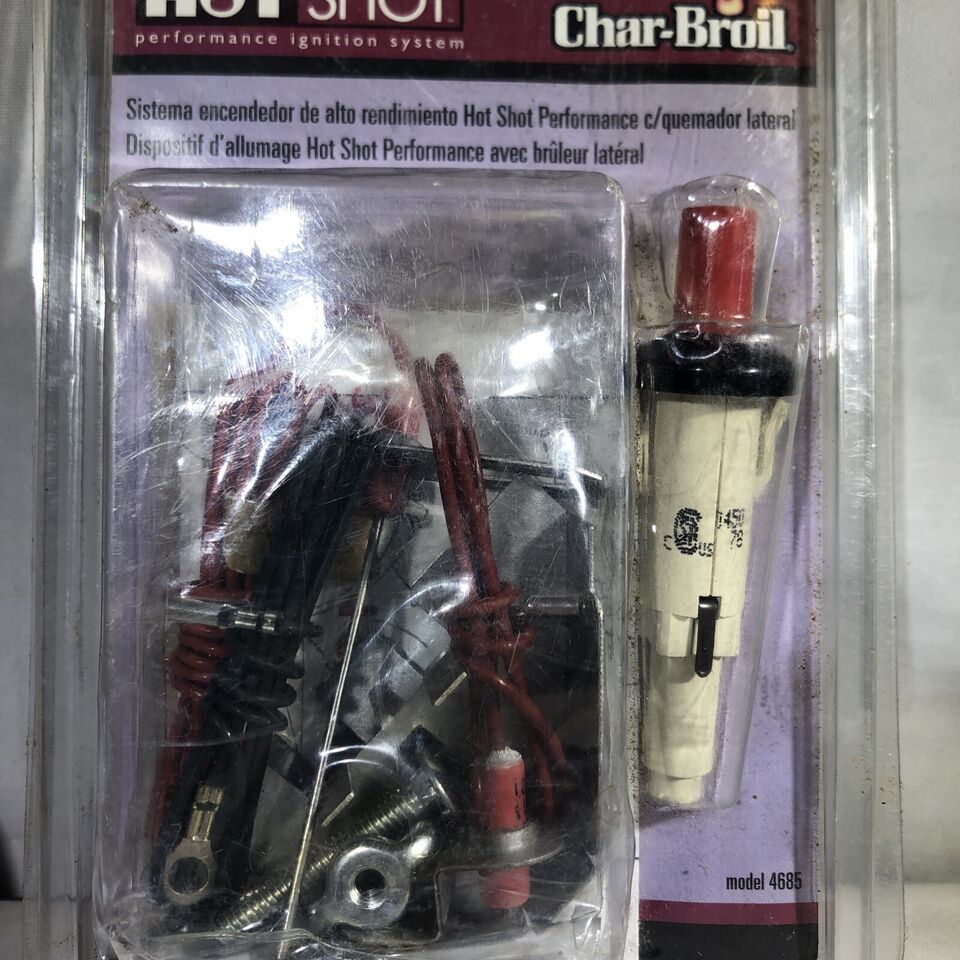 HOT SHOT
performance ignition system
Char-Broil
Sistema encendedor de alto rendimiento Hot Shot Performance c/quemador lateral
Dispositif d'allumage Hot Shot Performance avec brûleur latéral
model 4685